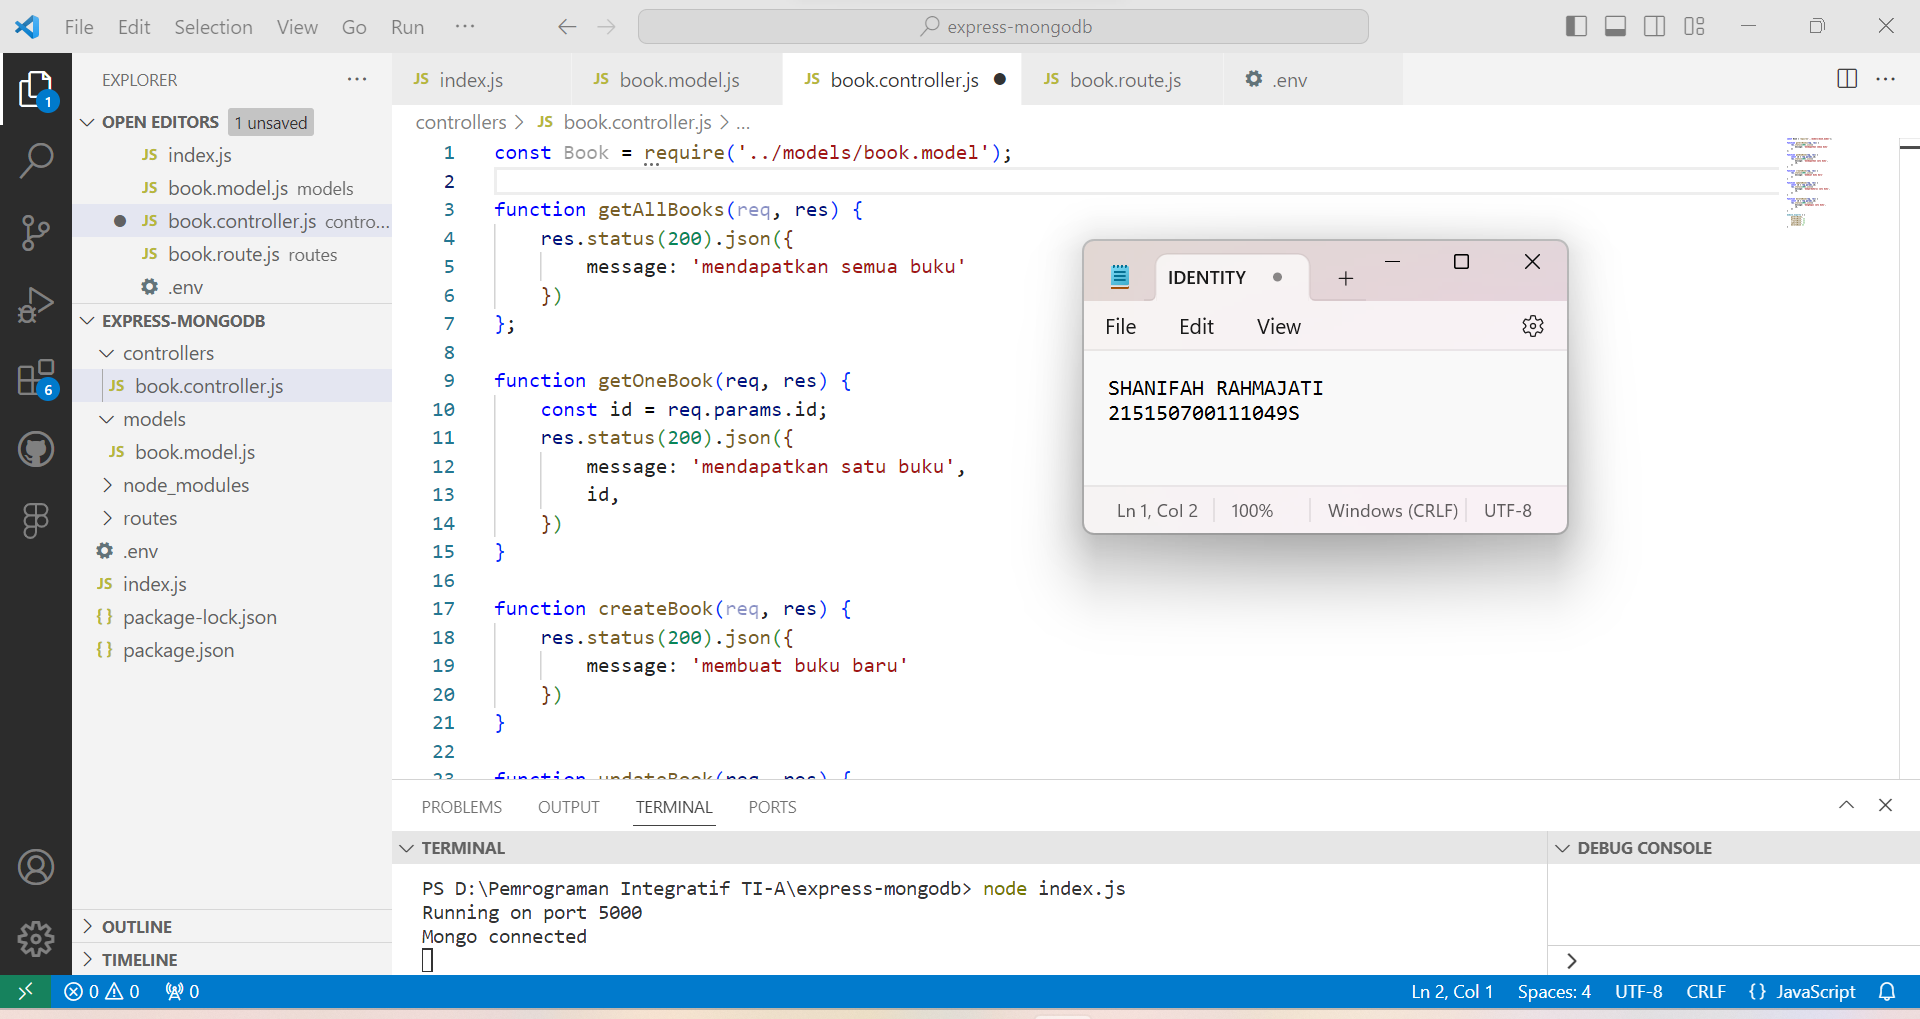 File Edit Selection View Go Run ···
express-mongodb
EXPLORER ···
OPEN EDITORS 1 unsaved
JS index.js
JS book.model.js models
JS book.controller.js contro...
JS book.route.js routes
.env
EXPRESS-MONGODB
controllers
JS book.controller.js
models
JS book.model.js
node_modules
routes
.env
JS index.js
{} package-lock.json
{} package.json
OUTLINE
TIMELINE
1
6
JS index.js JS book.model.js JS book.controller.js JS book.route.js .env ···
controllers > JS book.controller.js > ...
1 const Book = require('../models/book.model');
2
3 function getAllBooks(req, res) {
4 res.status(200).json({
5 message: 'mendapatkan semua buku'
6 })
7 };
8
9 function getOneBook(req, res) {
10 const id = req.params.id;
11 res.status(200).json({
12 message: 'mendapatkan satu buku',
13 id,
14 })
15 }
16
17 function createBook(req, res) {
18 res.status(200).json({
19 message: 'membuat buku baru'
20 })
21 }
22
23 function updateBook(req, res) {
IDENTITY
File Edit View
SHANIFAH RAHMAJATI
215150700111049S
Ln 1, Col 2 100% Windows (CRLF) UTF-8
PROBLEMS OUTPUT TERMINAL PORTS
TERMINAL
PS D:\Pemrograman Integratif TI-A\express-mongodb> node index.js
Running on port 5000
Mongo connected
DEBUG CONSOLE
>
0 0 0
Ln 2, Col 1 Spaces: 4 UTF-8 CRLF {} JavaScript